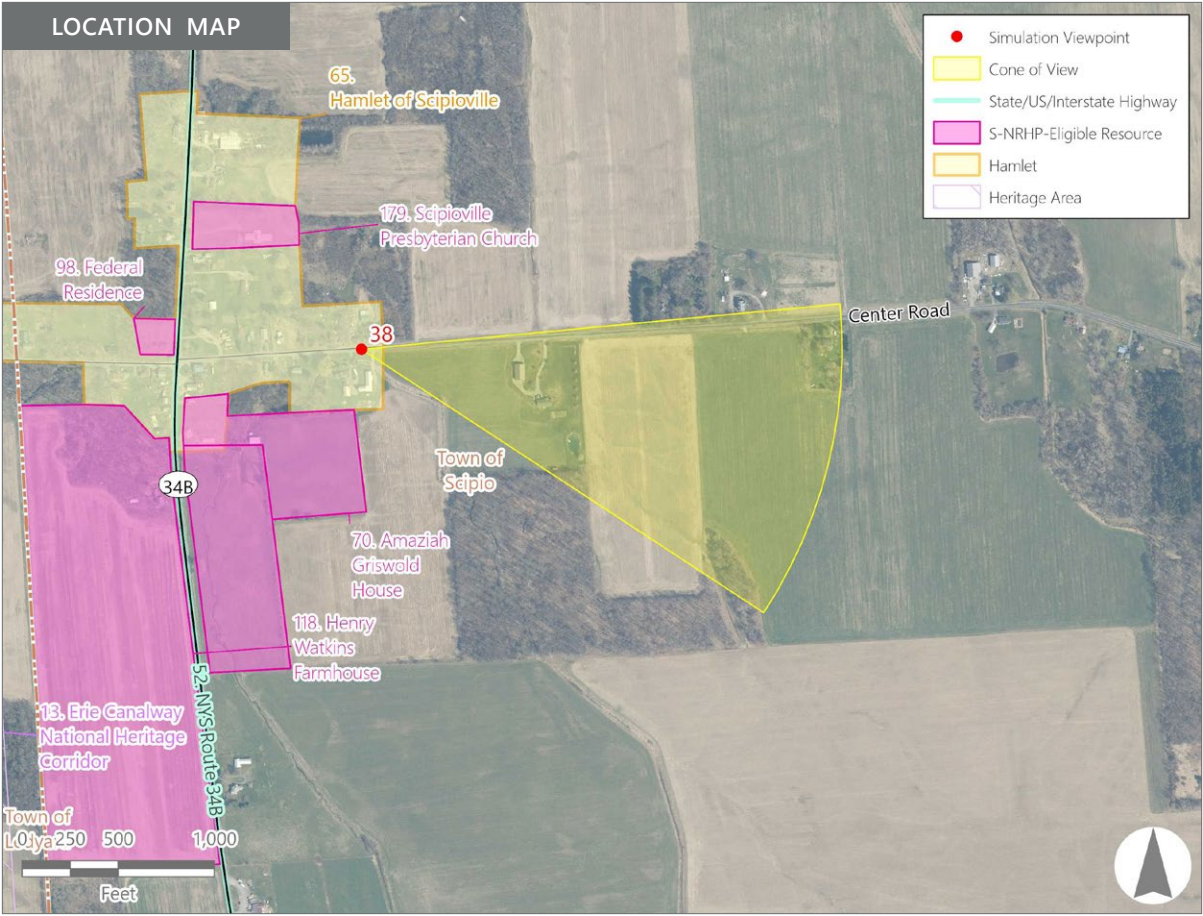 LOCATION MAP
Simulation Viewpoint
Cone of View
State/US/Interstate Highway
S-NRHP-Eligible Resource
Hamlet
Heritage Area
65.
Hamlet of Scipioville
179. Scipioville
Presbyterian Church
98. Federal
Residence
38
Center Road
Town of
Scipio
34B
70. Amaziah
Griswold
House
118. Henry
Watkins
Farmhouse
52. NYS Route 34B
13. Erie Canalway
National Heritage
Corridor
Town of
0 250 500 1,000
Feet